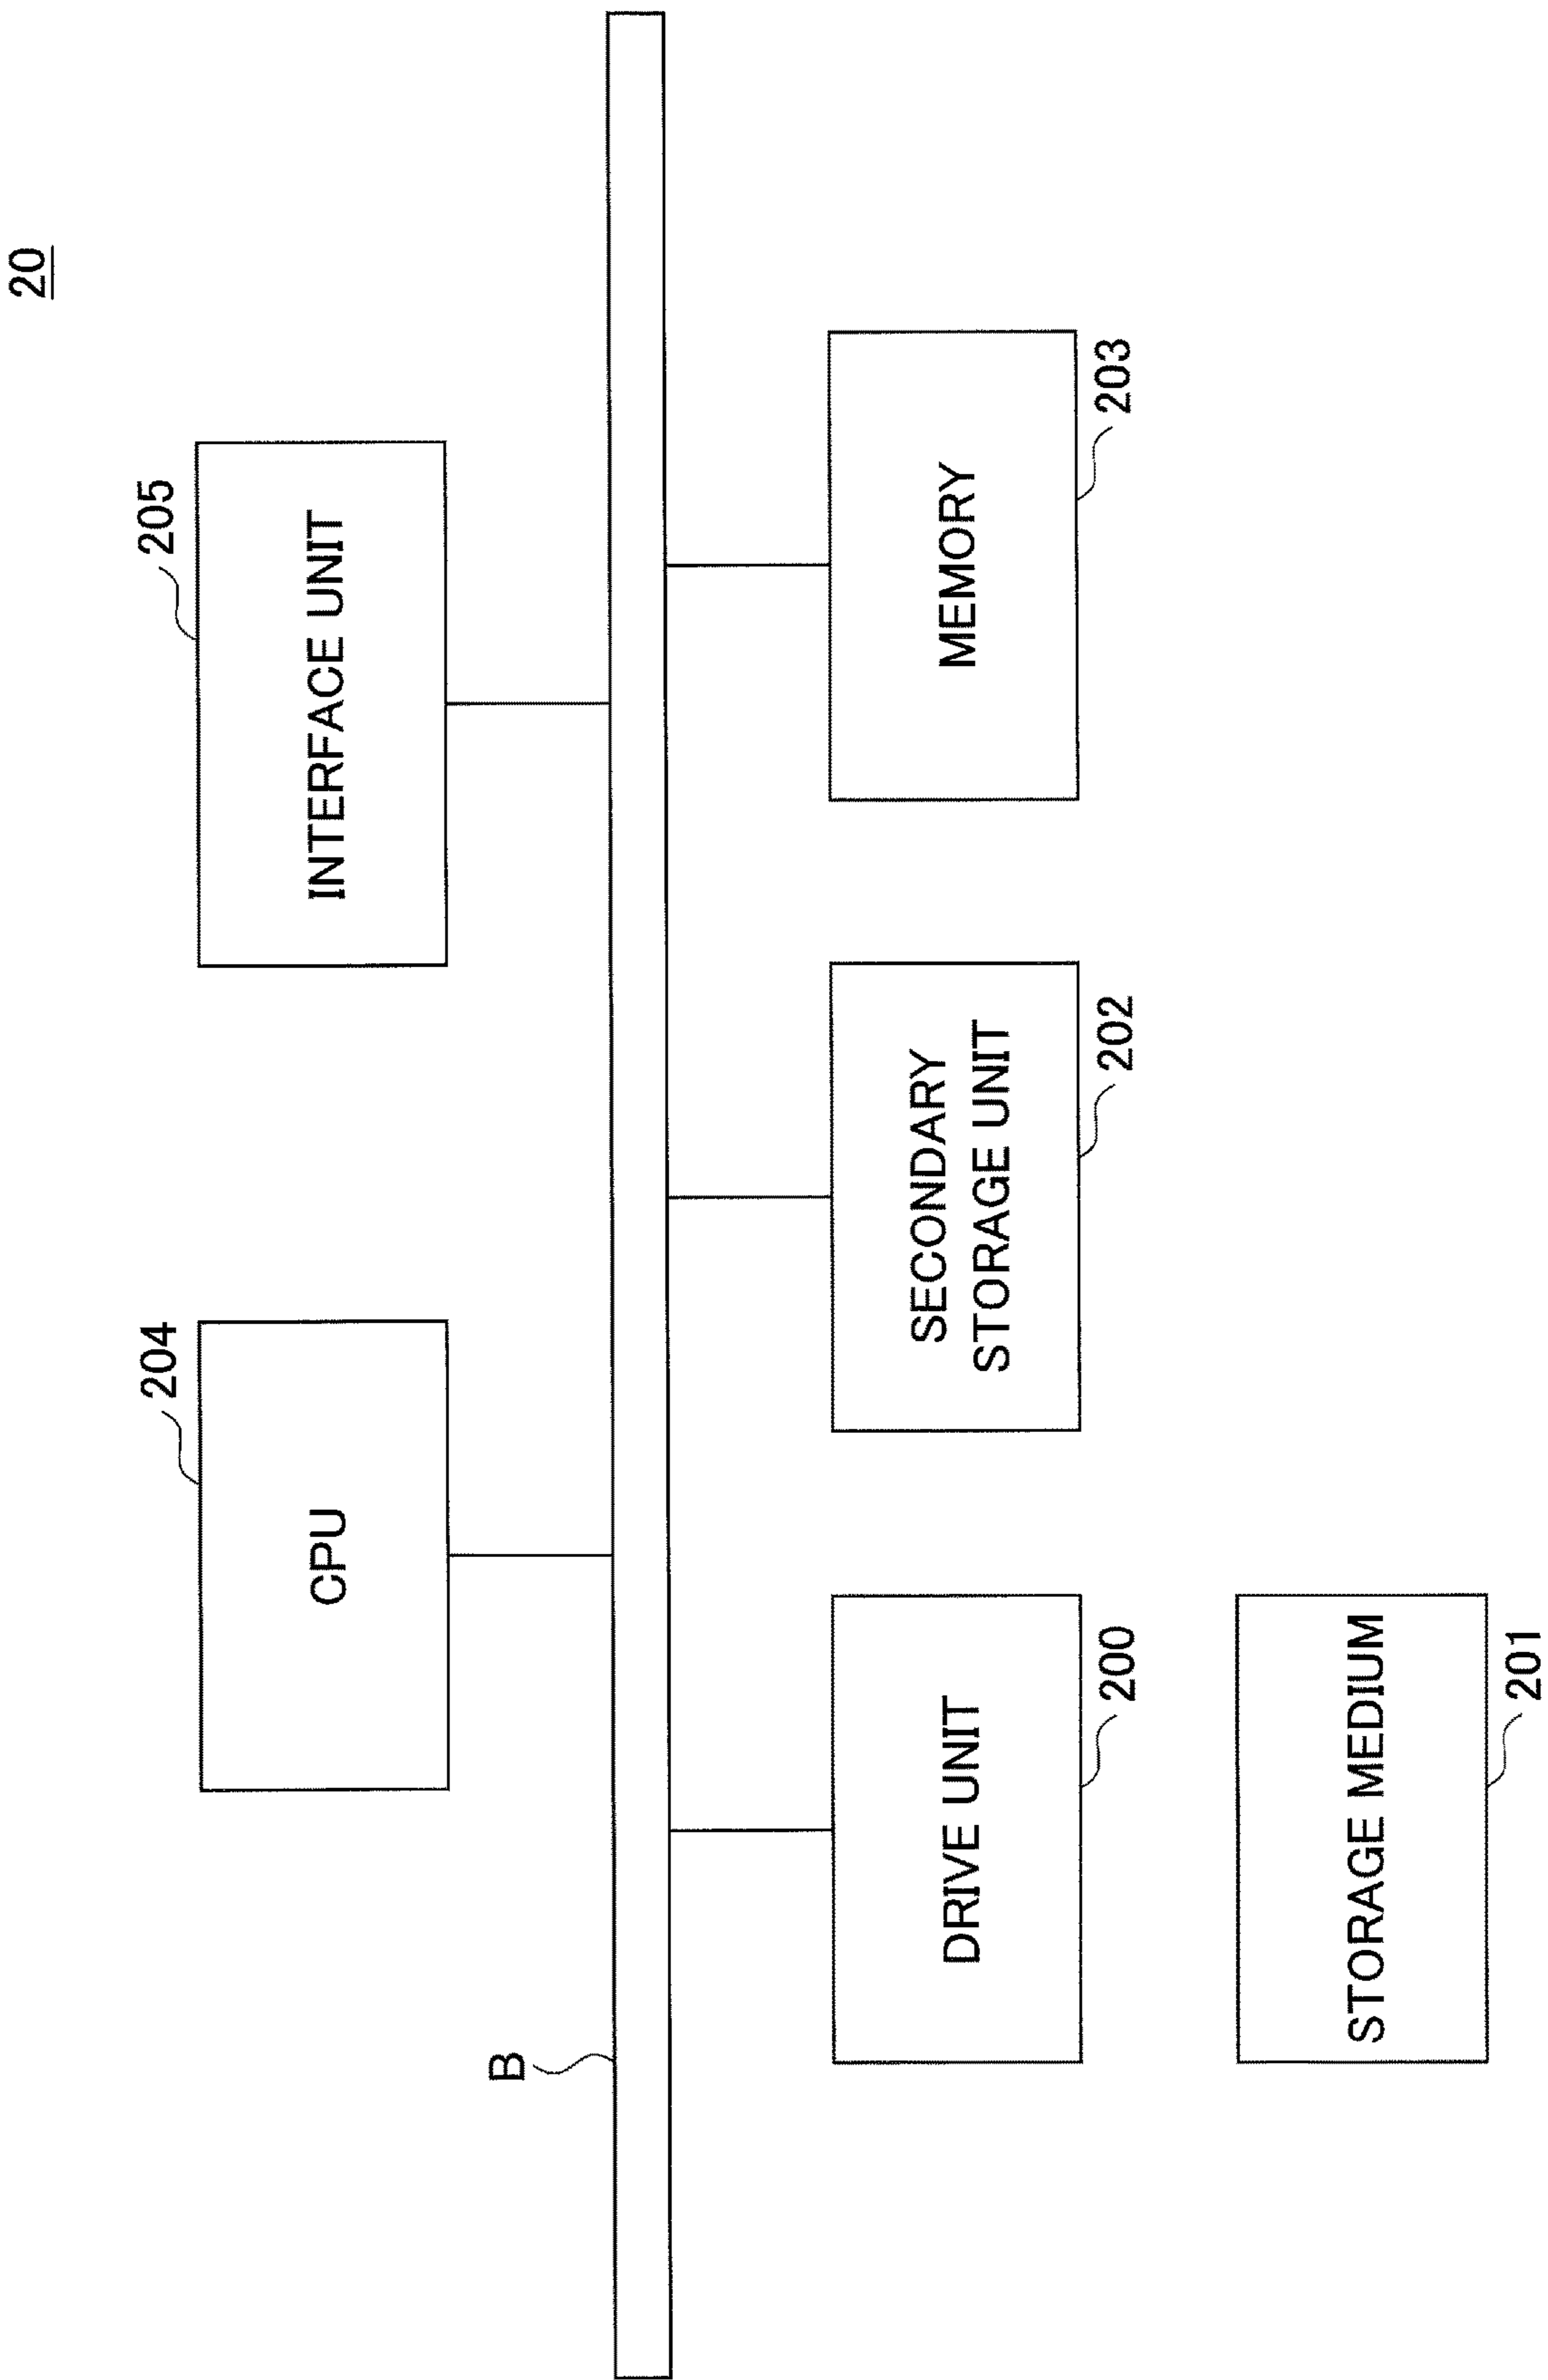 20
204
205
CPU
INTERFACE UNIT
B
DRIVE UNIT
SECONDARY
STORAGE UNIT
MEMORY
200
202
203
STORAGE MEDIUM
201